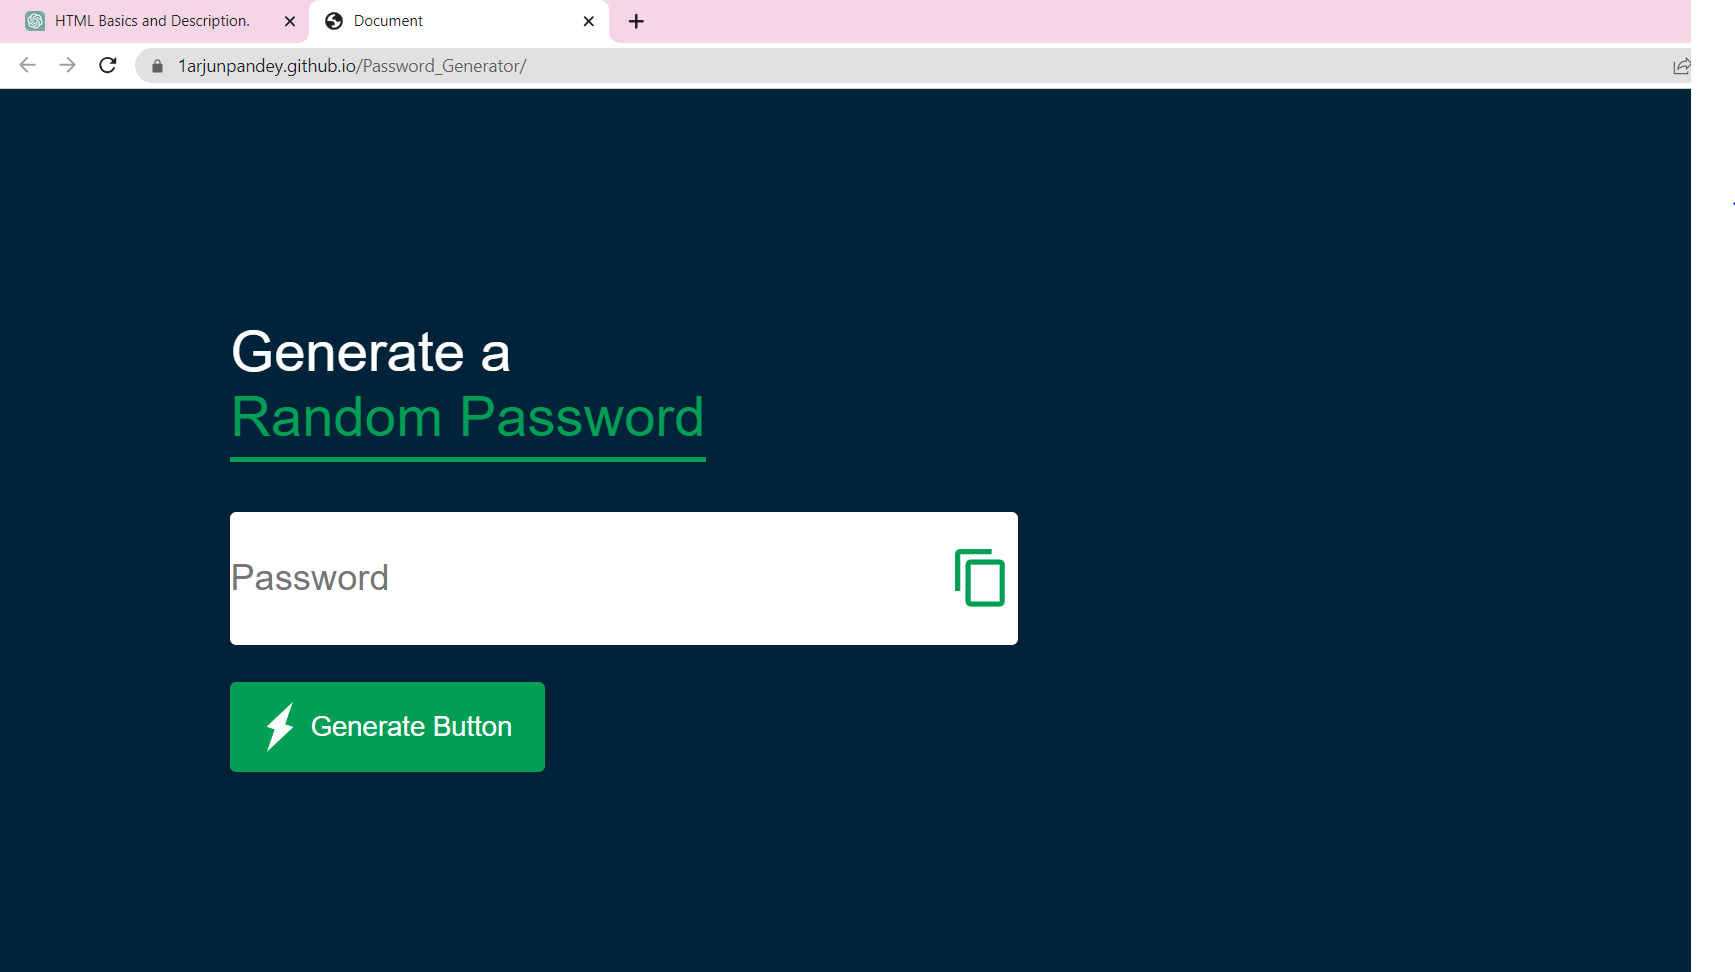 HTML Basics and Description.
Document
1arjunpandey.github.io/Password_Generator/
Generate a
Random Password
Password
Generate Button